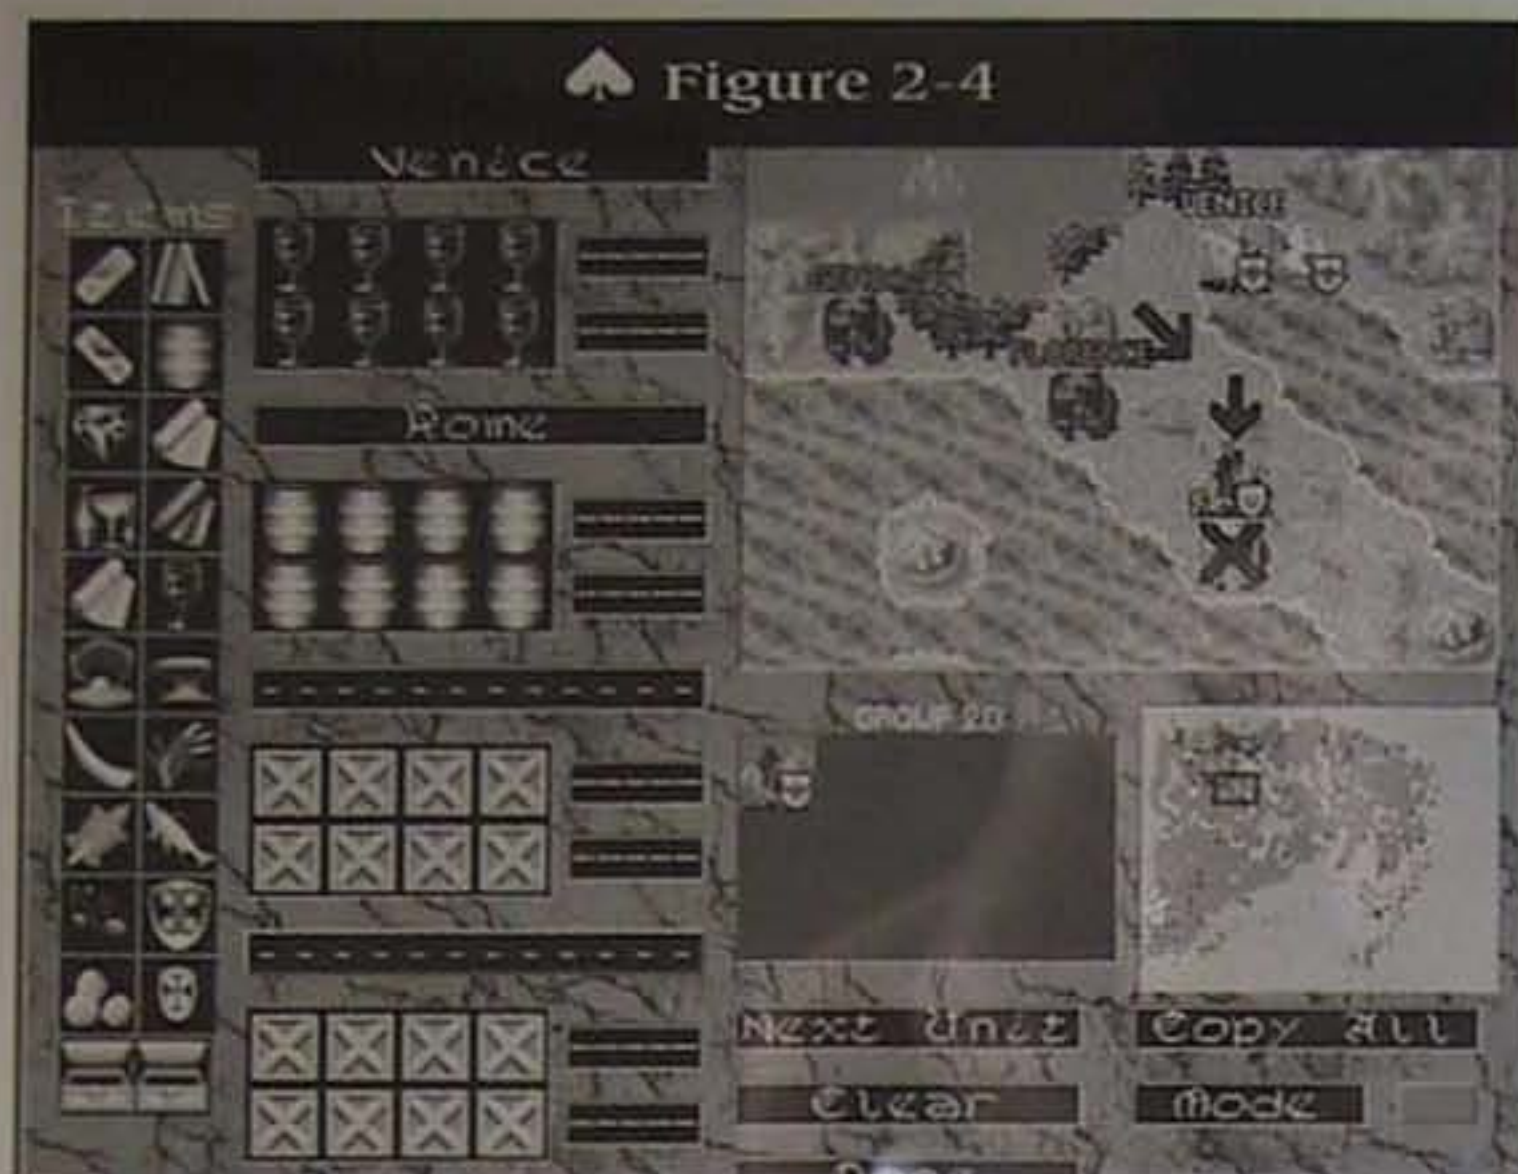 Figure 2-4
Venice
Items
VENICE
FLORENCE
Rome
GROUP 20
Next Unit
Copy All
Clear
Mode